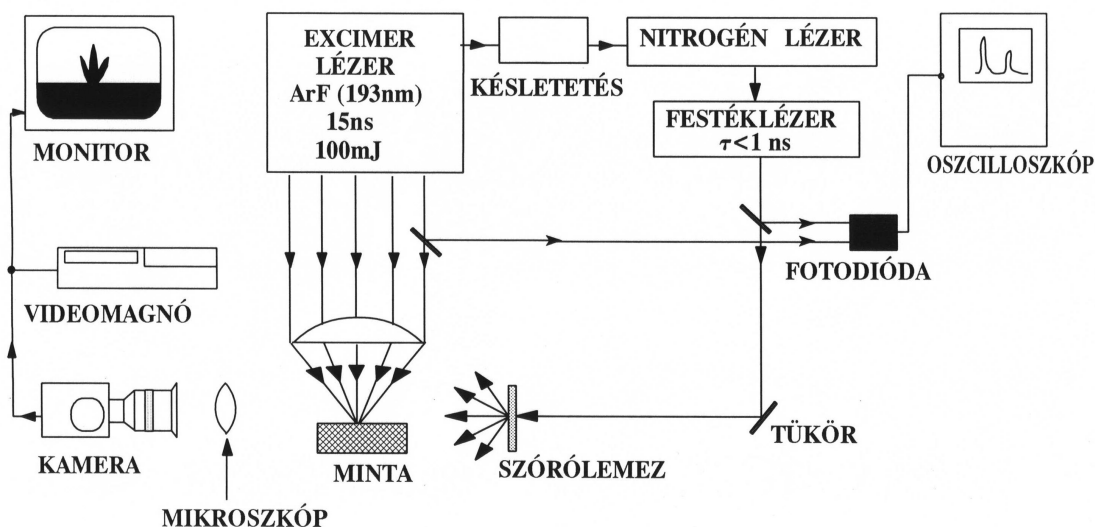 EXCIMER
LÉZER
ArF (193nm)
15ns
100mJ
KÉSLETETÉS
NITROGÉN LÉZER
FESTÉKLÉZER
τ<1 ns
OSZCILLOSZKÓP
MONITOR
FOTODIÓDA
VIDEOMAGNÓ
KAMERA
MIKROSZKÓP
MINTA
SZÓRÓLEMEZ
TÜKÖR